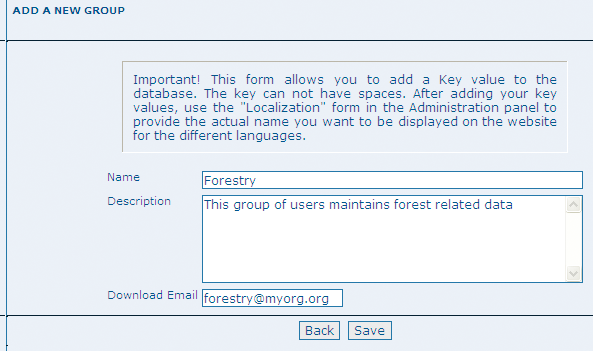 ADD A NEW GROUP
Important! This form allows you to add a Key value to the
database. The key can not have spaces. After adding your key
values, use the "Localization" form in the Administration panel to
provide the actual name you want to be displayed on the website
for the different languages.
Name
Forestry
Description
This group of users maintains forest related data
Download Email
forestry@myorg.org
Back
Save